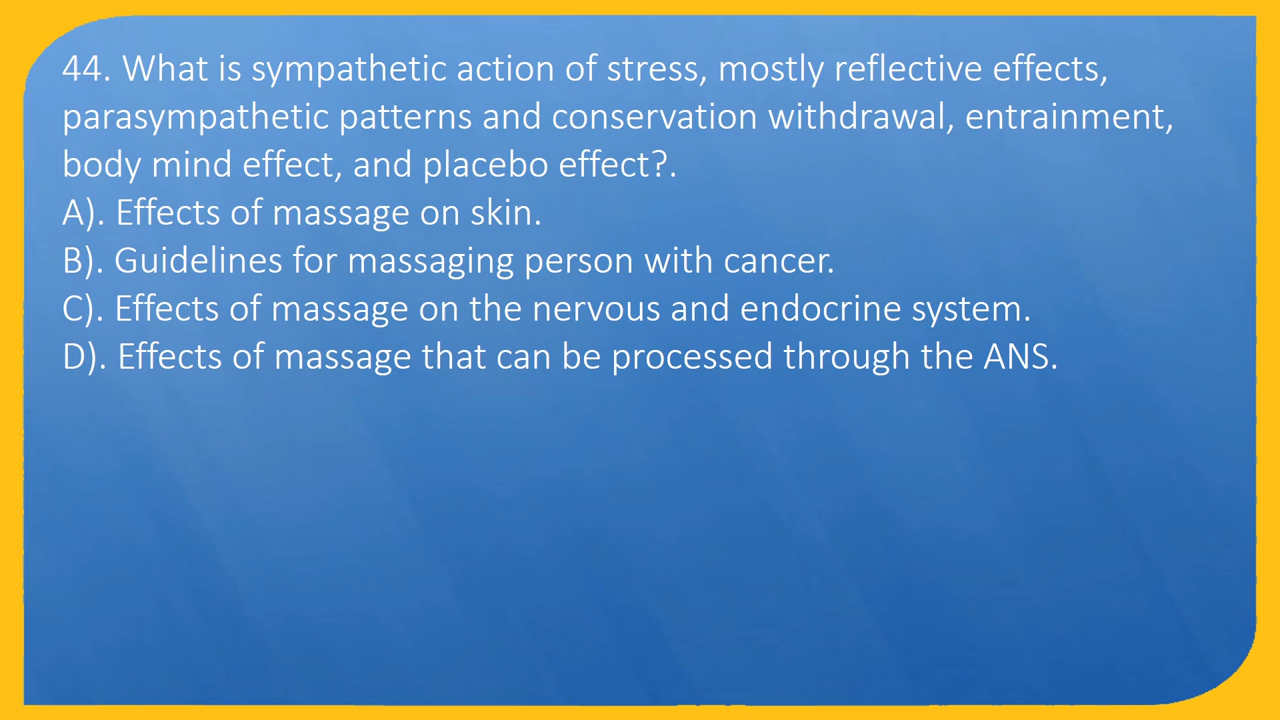 44. What is sympathetic action of stress, mostly reflective effects,
parasympathetic patterns and conservation withdrawal, entrainment,
body mind effect, and placebo effect?.
A). Effects of massage on skin.
B). Guidelines for massaging person with cancer.
C). Effects of massage on the nervous and endocrine system.
D). Effects of massage that can be processed through the ANS.